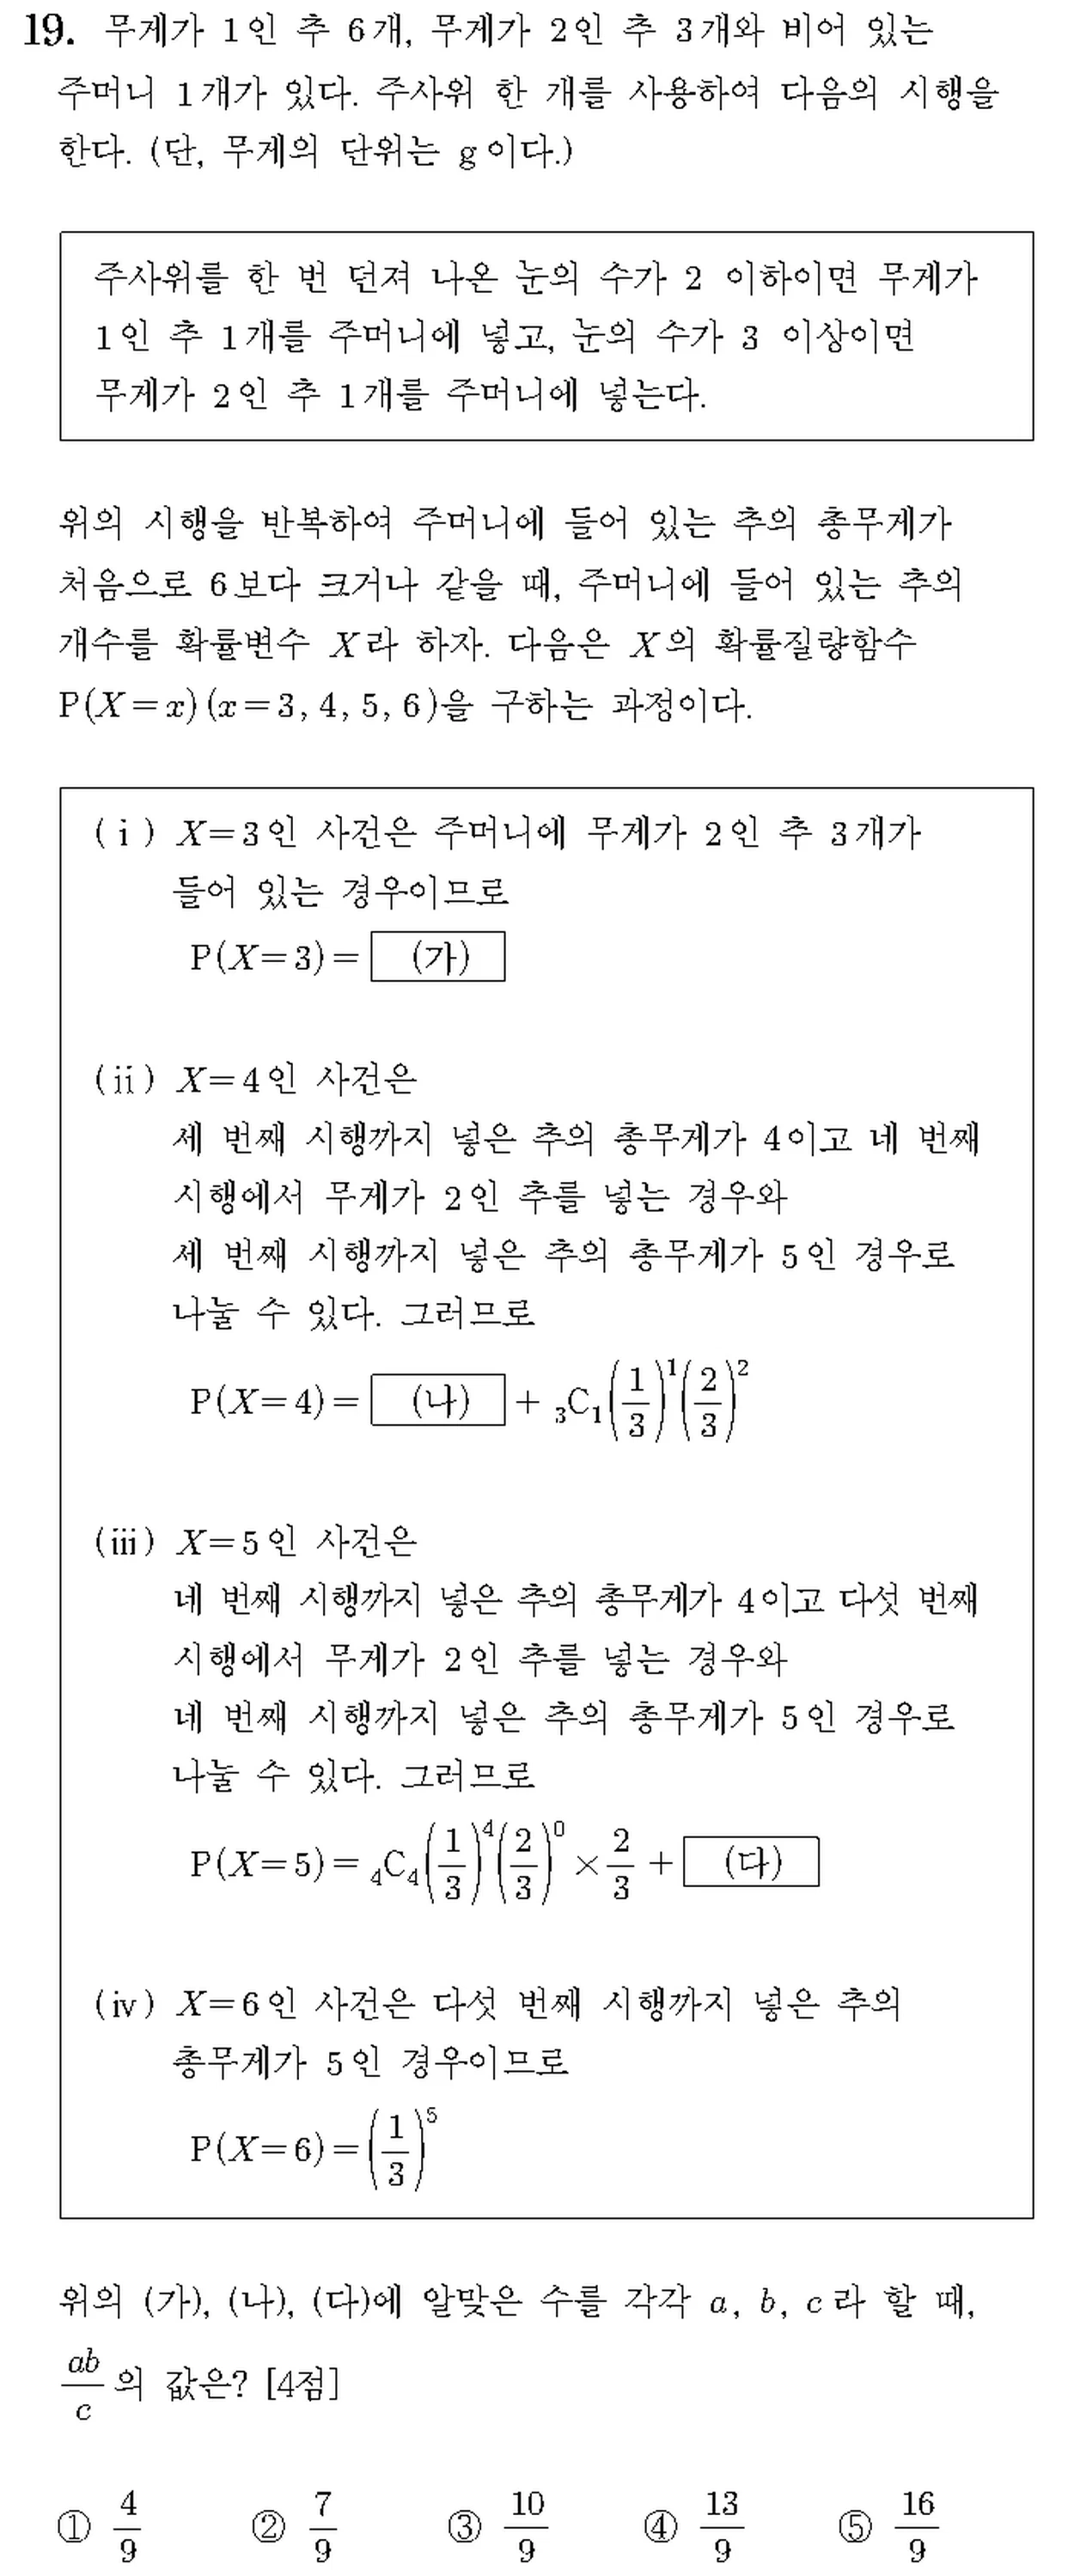 19. 무게가 1인 추 6개, 무게가 2인 추 3개와 비어 있는
주머니 1개가 있다. 주사위 한 개를 사용하여 다음의 시행을
한다. (단, 무게의 단위는 g이다.)
주사위를 한 번 던져 나온 눈의 수가 2 이하이면 무게가
1인 추 1개를 주머니에 넣고, 눈의 수가 3 이상이면
무게가 2인 추 1개를 주머니에 넣는다.
위의 시행을 반복하여 주머니에 들어 있는 추의 총무게가
처음으로 6보다 크거나 같을 때, 주머니에 들어 있는 추의
개수를 확률변수 X라 하자. 다음은 X의 확률질량함수
P(X=x)(x=3, 4, 5, 6)을 구하는 과정이다.
(ⅰ) X=3인 사건은 주머니에 무게가 2인 추 3개가
들어 있는 경우이므로
P(X=3)= (가)
(ⅱ) X=4인 사건은
세 번째 시행까지 넣은 추의 총무게가 4이고 네 번째
시행에서 무게가 2인 추를 넣는 경우와
세 번째 시행까지 넣은 추의 총무게가 5인 경우로
나눌 수 있다. 그러므로
P(X=4)= (나) + ₃C₁(1/3)¹(2/3)²
(ⅲ) X=5인 사건은
네 번째 시행까지 넣은 추의 총무게가 4이고 다섯 번째
시행에서 무게가 2인 추를 넣는 경우와
네 번째 시행까지 넣은 추의 총무게가 5인 경우로
나눌 수 있다. 그러므로
P(X=5)= ₄C₄(1/3)⁴(2/3)⁰ × 2/3 + (다)
(ⅳ) X=6인 사건은 다섯 번째 시행까지 넣은 추의
총무게가 5인 경우이므로
P(X=6)=(1/3)⁵
위의 (가), (나), (다)에 알맞은 수를 각각 a, b, c라 할 때,
ab/c의 값은? [4점]
① 4/9 ② 7/9 ③ 10/9 ④ 13/9 ⑤ 16/9